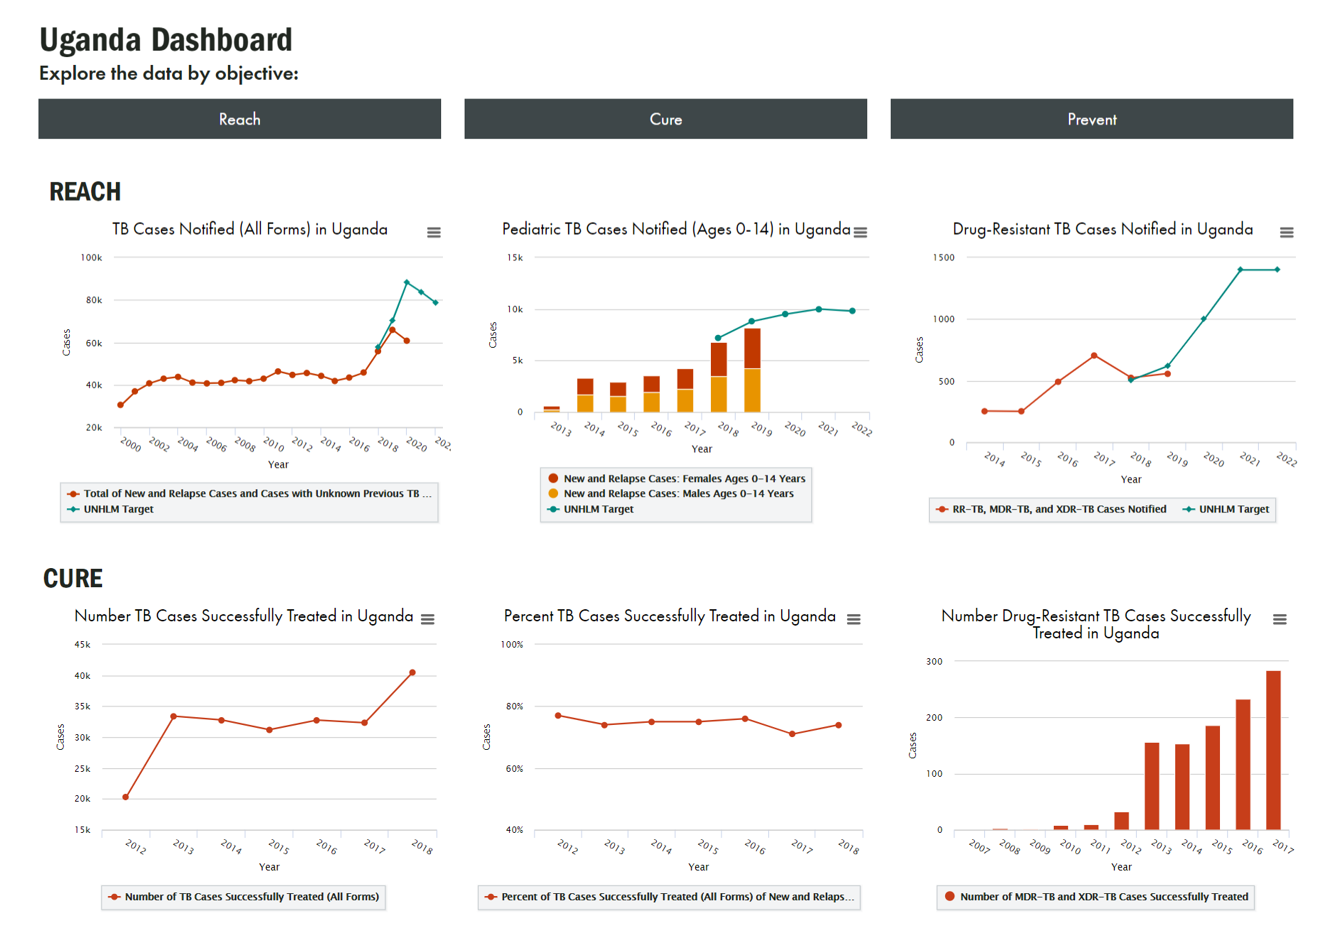 Uganda Dashboard
Explore the data by objective:
Reach
Cure
Prevent
REACH
TB Cases Notified (All Forms) in Uganda
100k
80k
60k
40k
20k
Cases
2000
2002
2004
2006
2008
2010
2012
2014
2016
2018
2020
202.
Year
Total of New and Relapse Cases and Cases with Unknown Previous TB ...
UNHLM Target
Pediatric TB Cases Notified (Ages 0-14) in Uganda
15k
10k
5k
0
Cases
2013
2014
2015
2016
2017
2018
2019
2020
2021
2022
Year
New and Relapse Cases: Females Ages 0-14 Years
New and Relapse Cases: Males Ages 0-14 Years
UNHLM Target
Drug-Resistant TB Cases Notified in Uganda
1500
1000
500
0
Cases
2014
2015
2016
2017
2018
2019
2020
2021
2022
Year
RR-TB, MDR-TB, and XDR-TB Cases Notified
UNHLM Target
CURE
Number TB Cases Successfully Treated in Uganda
45k
40k
35k
30k
25k
20k
15k
Cases
2012
2013
2014
2015
2016
2017
2018
Year
Number of TB Cases Successfully Treated (All Forms)
Percent TB Cases Successfully Treated in Uganda
100%
80%
60%
40%
Cases
2012
2013
2014
2015
2016
2017
2018
Year
Percent of TB Cases Successfully Treated (All Forms) of New and Relaps...
Number Drug-Resistant TB Cases Successfully
Treated in Uganda
300
200
100
0
Cases
2007
2008
2009
2010
2011
2012
2013
2014
2015
2016
2017
Year
Number of MDR-TB and XDR-TB Cases Successfully Treated